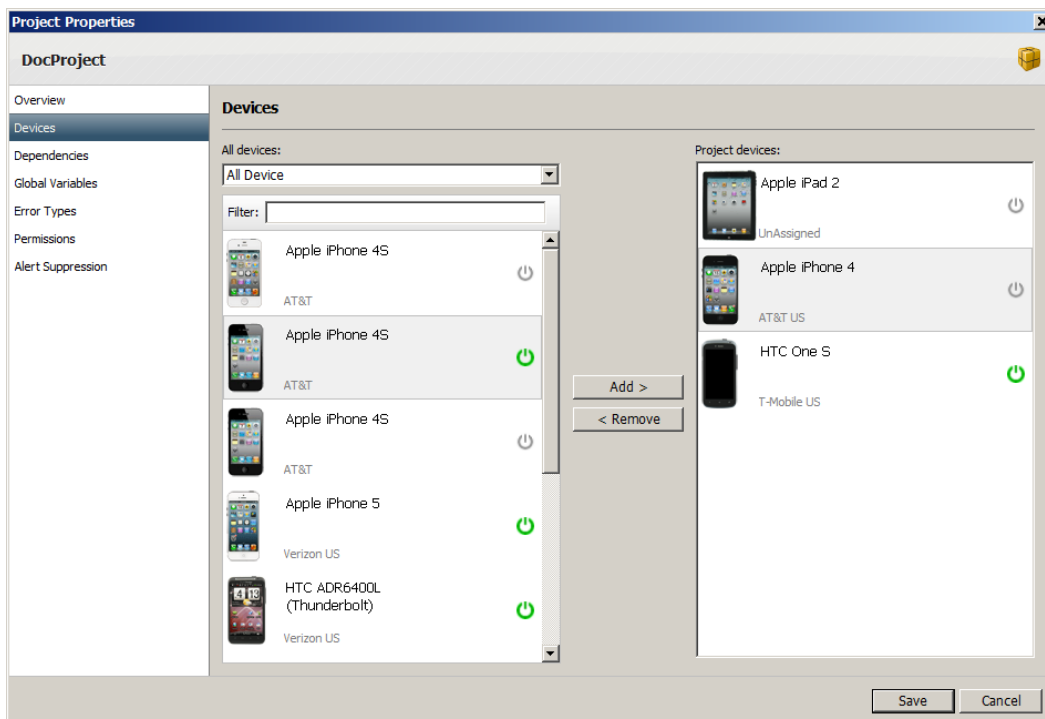 Project Properties
DocProject
Overview
Devices
Dependencies
Global Variables
Error Types
Permissions
Alert Suppression
Devices
All devices:
All Device
Filter:
Apple iPhone 4S
AT&T
Apple iPhone 4S
AT&T
Apple iPhone 4S
AT&T
Apple iPhone 5
Verizon US
HTC ADR6400L
(Thunderbolt)
Verizon US
Add >
< Remove
Project devices:
Apple iPad 2
UnAssigned
Apple iPhone 4
AT&T US
HTC One S
T-Mobile US
Save
Cancel